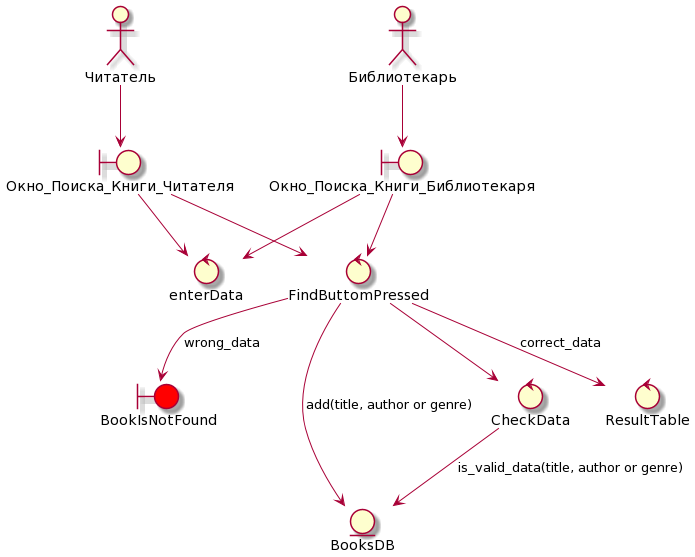 Читатель
Библиотекарь
Окно_Поиска_Книги_Читателя
Окно_Поиска_Книги_Библиотекаря
enterData
FindButtomPressed
wrong_data
correct_data
add(title, author or genre)
BookIsNotFound
CheckData
ResultTable
is_valid_data(title, author or genre)
BooksDB